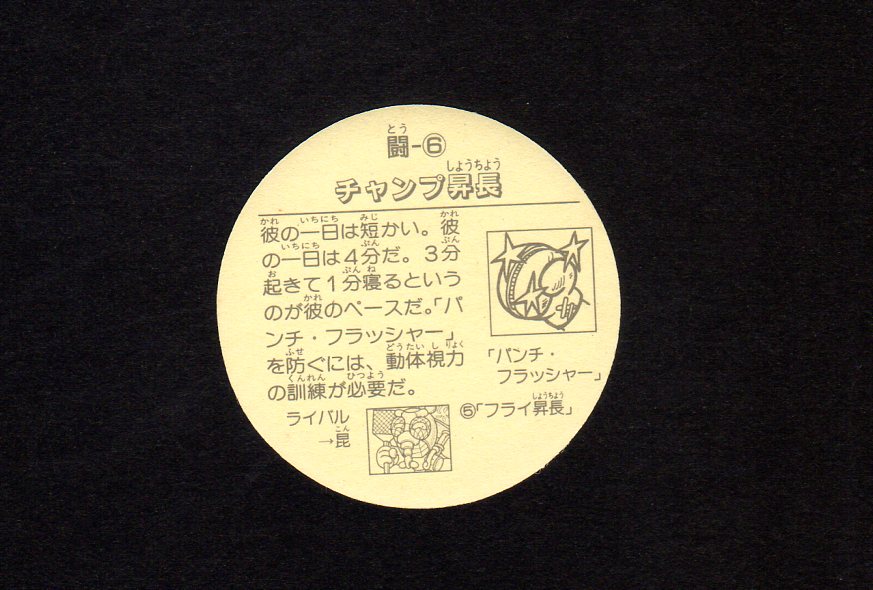 闘-⑥
チャンプ昇長
彼の一日は短かい。彼
の一日は4分だ。3分
起きて1分寝るという
のが彼のペースだ。「パ
ンチ・フラッシャー」
を防ぐには、動体視力
の訓練が必要だ。
「パンチ・
フラッシャー」
ライバル
→昆
⑤「フライ昇長」